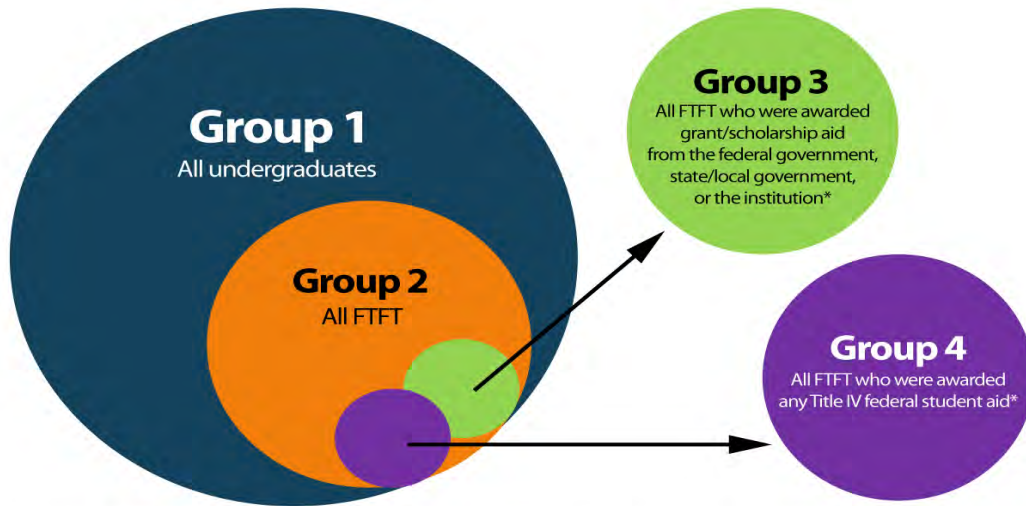 Group 1
All undergraduates
Group 2
All FTFT
Group 3
All FTFT who were awarded
grant/scholarship aid
from the federal government,
state/local government,
or the institution*
Group 4
All FTFT who were awarded
any Title IV federal student aid*